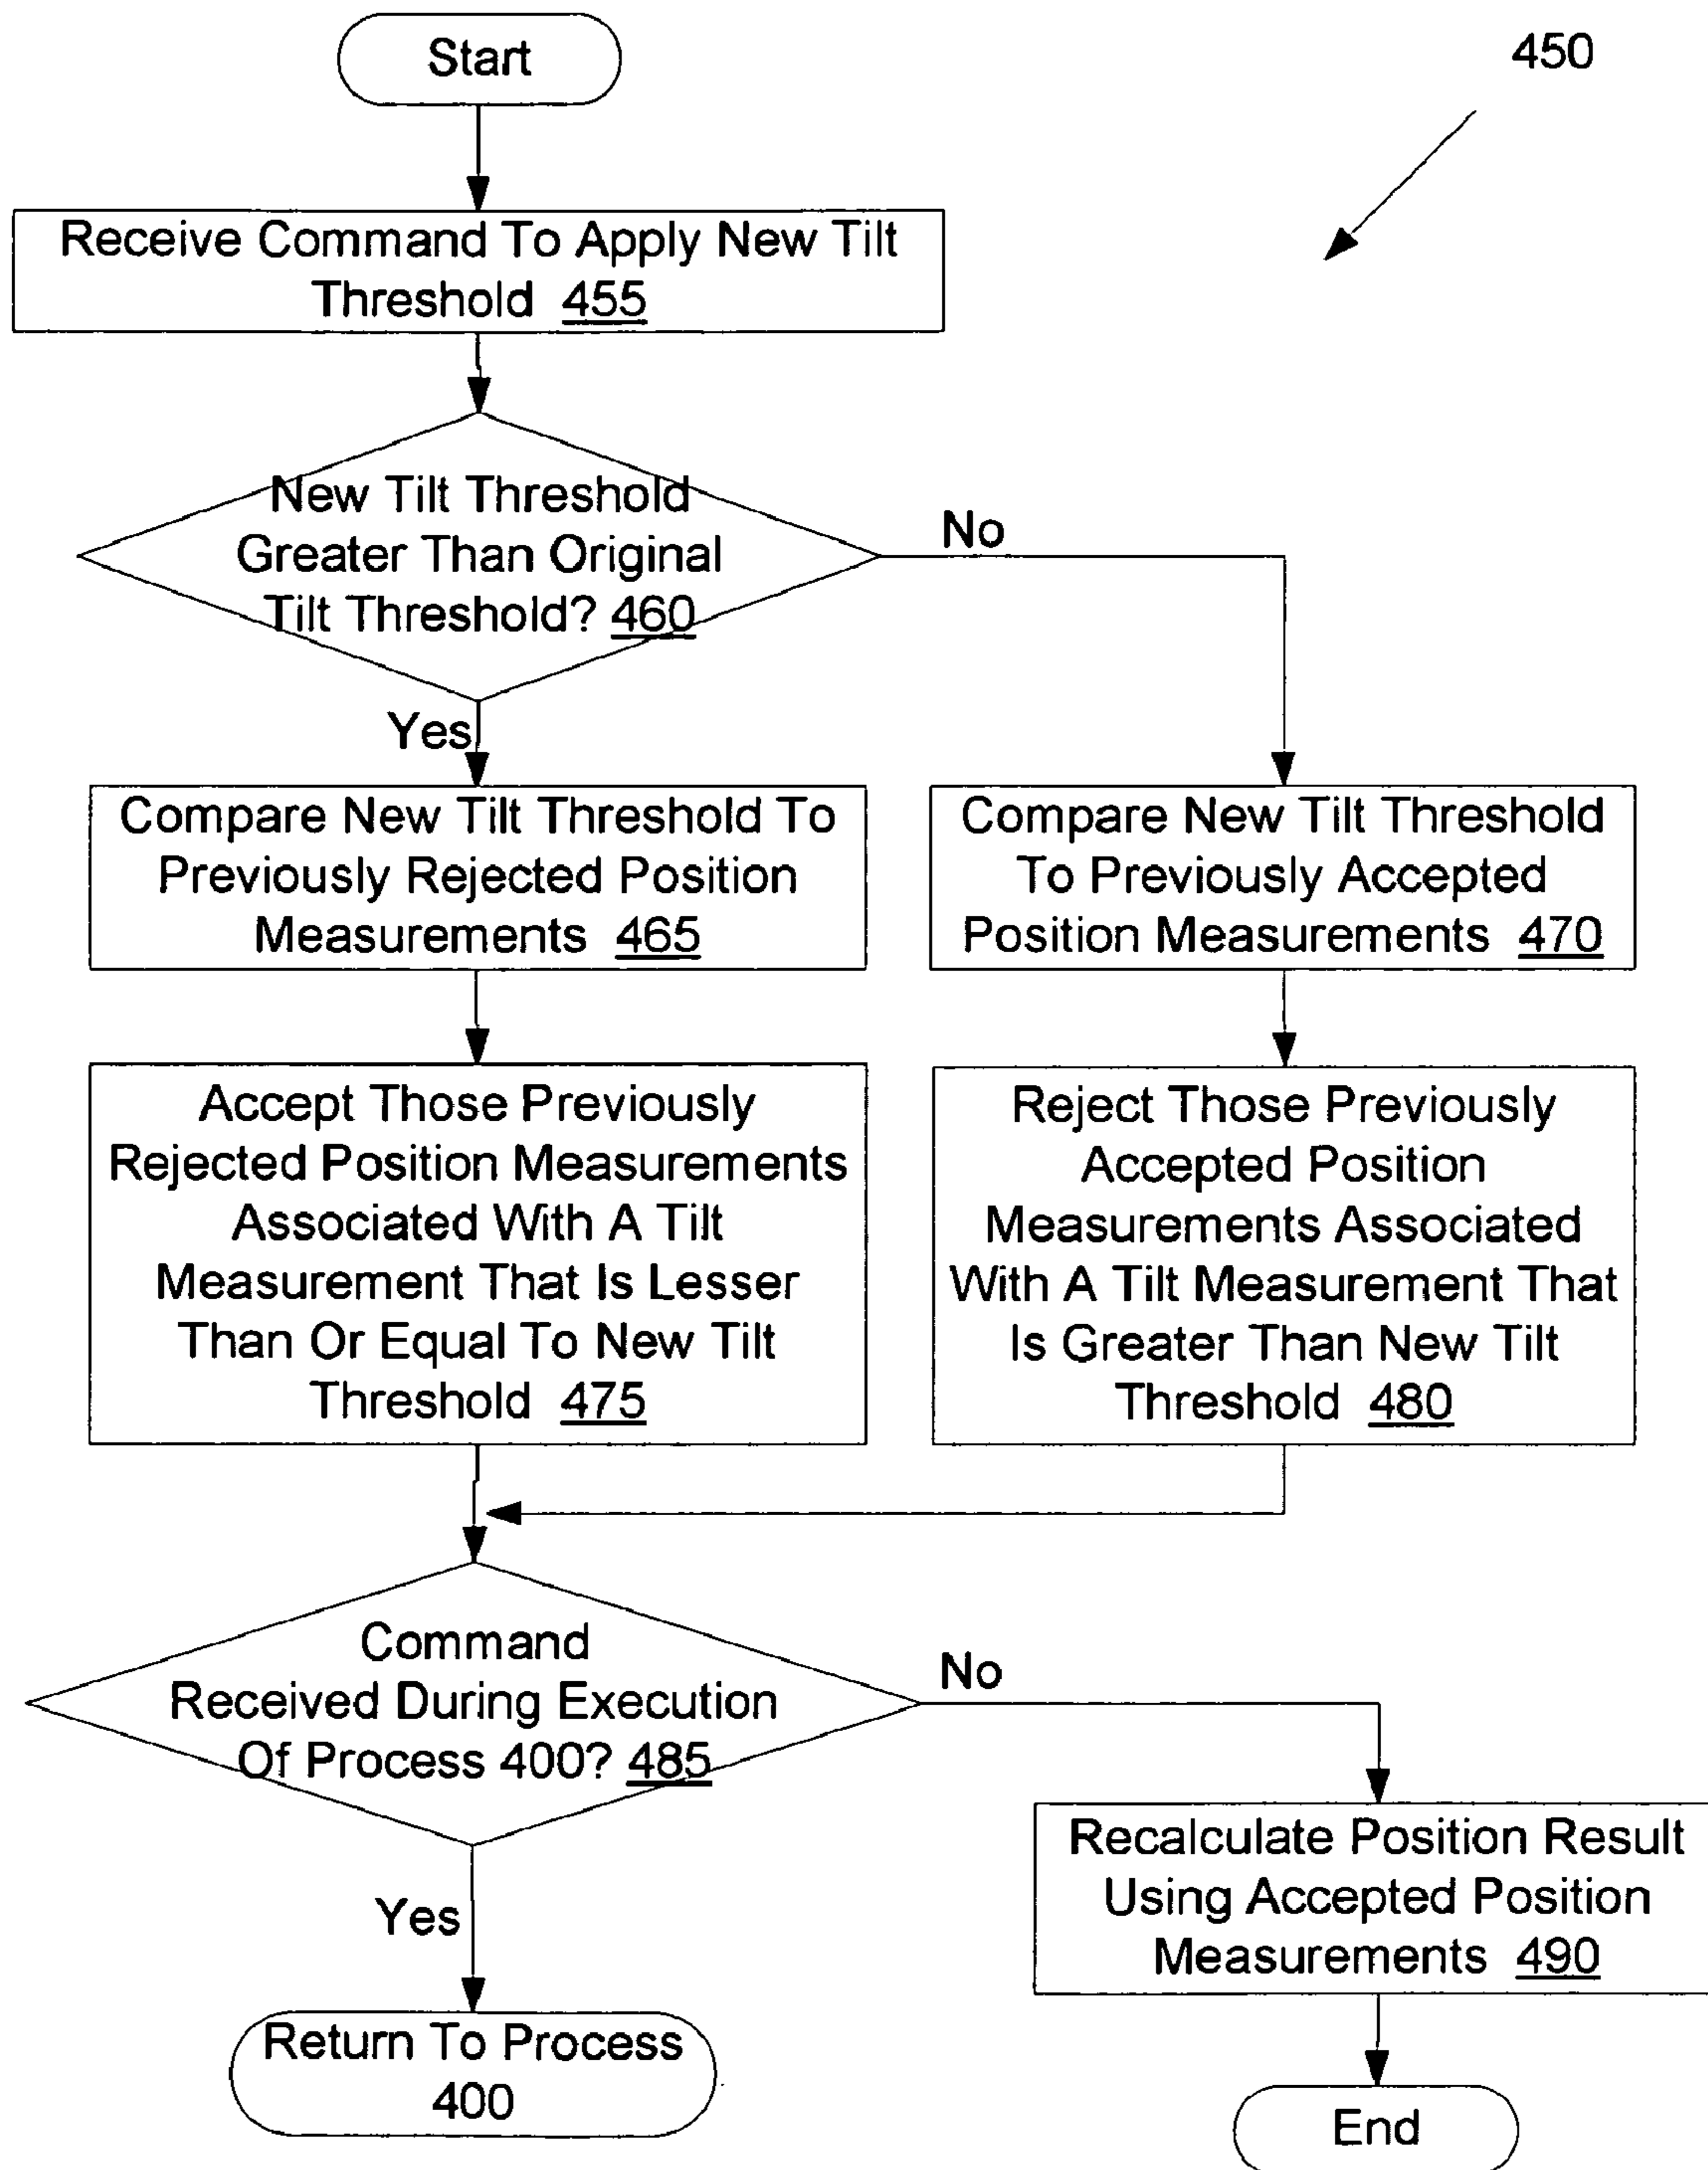 Start
450
Receive Command To Apply New Tilt
Threshold 455
New Tilt Threshold
Greater Than Original
Tilt Threshold? 460
No
Yes
Compare New Tilt Threshold To
Previously Rejected Position
Measurements 465
Compare New Tilt Threshold
To Previously Accepted
Position Measurements 470
Accept Those Previously
Rejected Position Measurements
Associated With A Tilt
Measurement That Is Lesser
Than Or Equal To New Tilt
Threshold 475
Reject Those Previously
Accepted Position
Measurements Associated
With A Tilt Measurement That
Is Greater Than New Tilt
Threshold 480
Command
Received During Execution
Of Process 400? 485
No
Yes
Recalculate Position Result
Using Accepted Position
Measurements 490
Return To Process
400
End